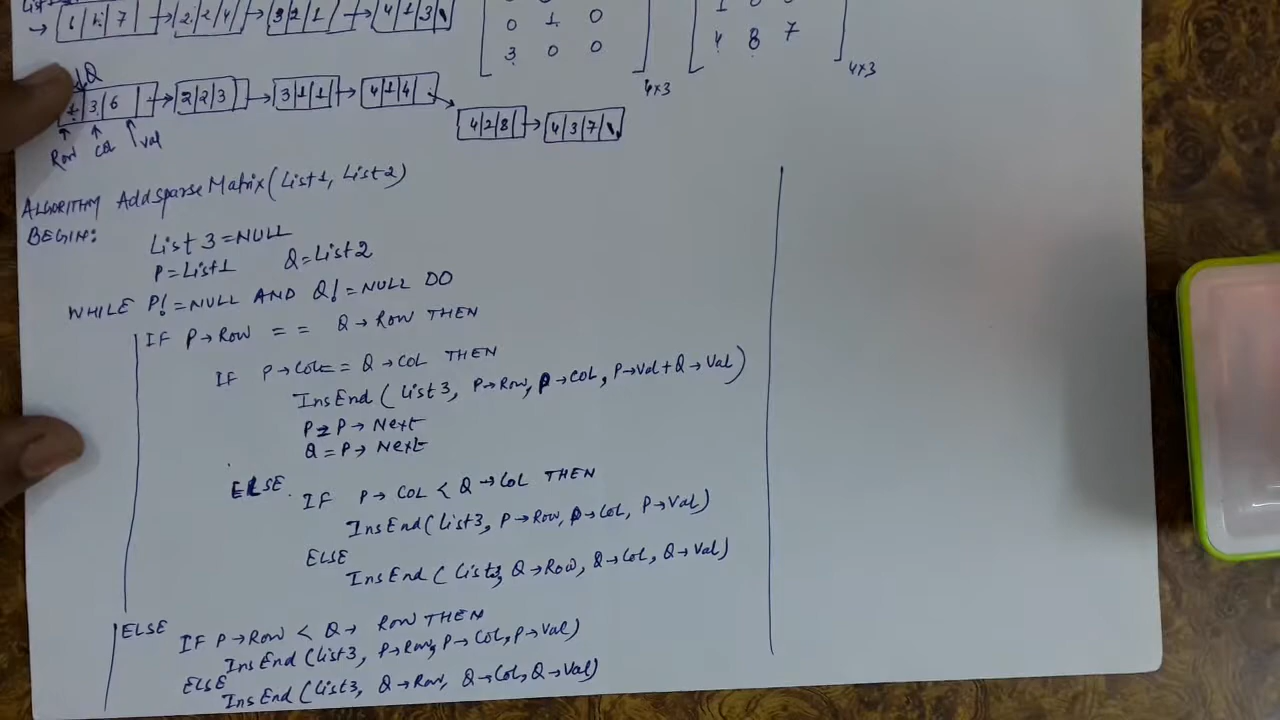 List
→ 7 → 2 2 4 → 3 2 1 → 4 1 3
0 1 0
3 0 0
4×3
1
4 8 7
4×3
Q
3 6 → 2 2 3 → 3 1 1 → 4 1 4
4 2 8 → 4 3 7
Row Col Val
ALGORITHM AddSparseMatrix(List1, List2)
BEGIN:
List3=NULL
P=List1 Q=List2
WHILE P!=NULL AND Q!=NULL DO
IF P→Row == Q→Row THEN
IF P→Col== Q→COL THEN
InsEnd(List3, P→Row, P→COL, P→Val+Q→Val)
P=P→Next
Q=P→Next
ELSE
IF P→COL < Q→COL THEN
InsEnd(List3, P→Row, P→Col, P→Val)
ELSE
InsEnd(List3, Q→Row, Q→Col, Q→Val)
ELSE
IF P→Row < Q→ Row THEN
InsEnd(List3, P→Row, P→Col, P→Val)
ELSE
InsEnd(List3, Q→Row, Q→Col, Q→Val)